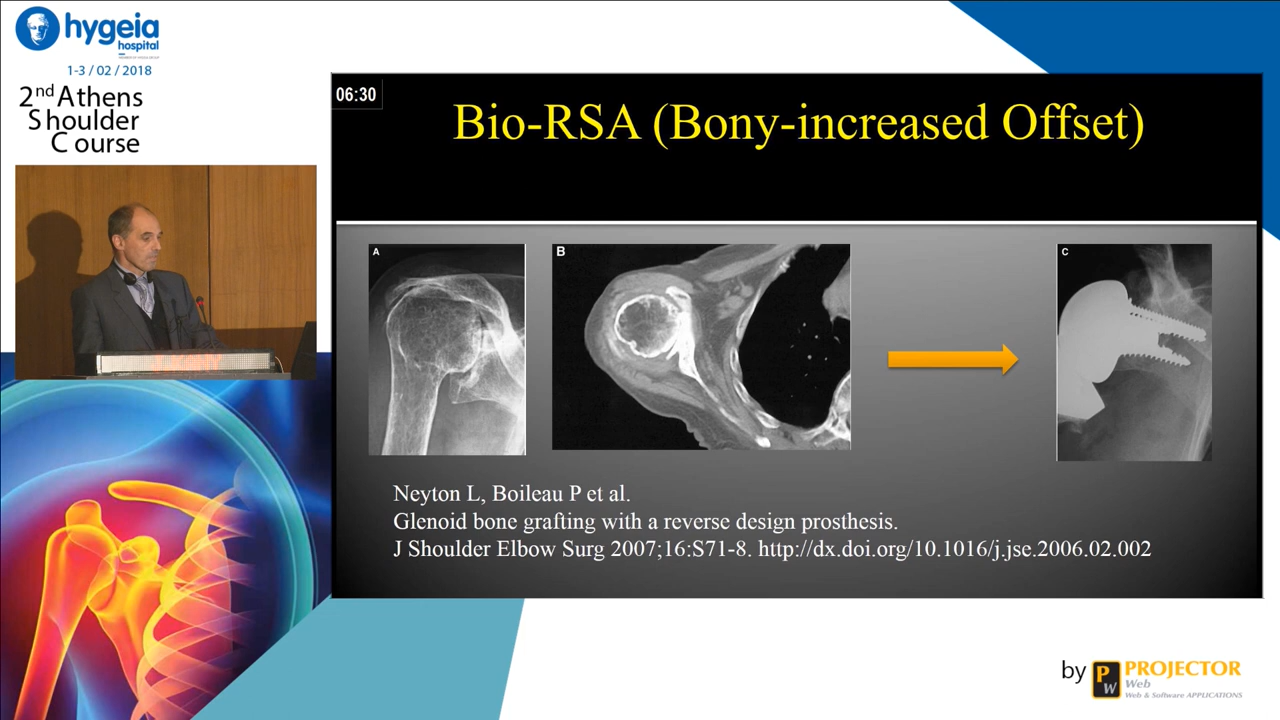 hygeia
hospital
1-3 / 02 / 2018
2nd Athens
Shoulder
Course
06:30
Bio-RSA (Bony-increased Offset)
A
B
C
Neyton L, Boileau P et al.
Glenoid bone grafting with a reverse design prosthesis.
J Shoulder Elbow Surg 2007;16:S71-8. http://dx.doi.org/10.1016/j.jse.2006.02.002
by PW PROJECTOR
Web
Web & Software APPLICATIONS